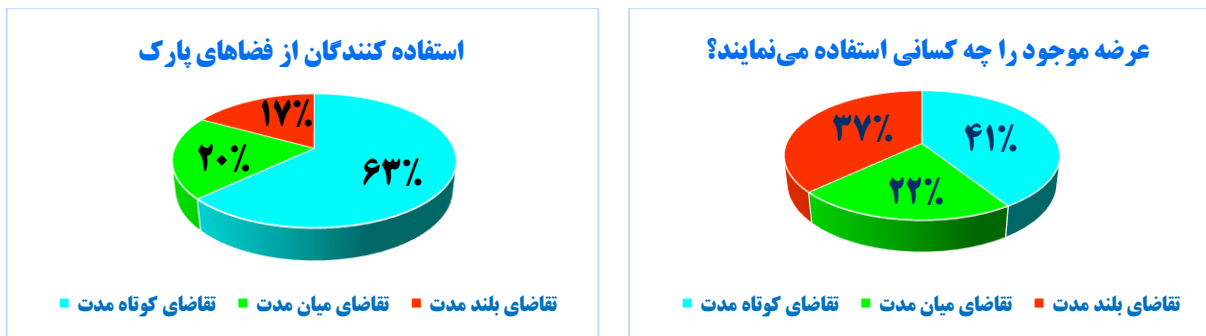 عرضه موجود را چه کسانی استفاده می‌نمایند؟
۳۷٪
۴۱٪
۲۲٪
تقاضای بلند مدت تقاضای میان مدت تقاضای کوتاه مدت
استفاده کنندگان از فضاهای پارک
۱۷٪
۲۰٪
۶۳٪
تقاضای بلند مدت تقاضای میان مدت تقاضای کوتاه مدت